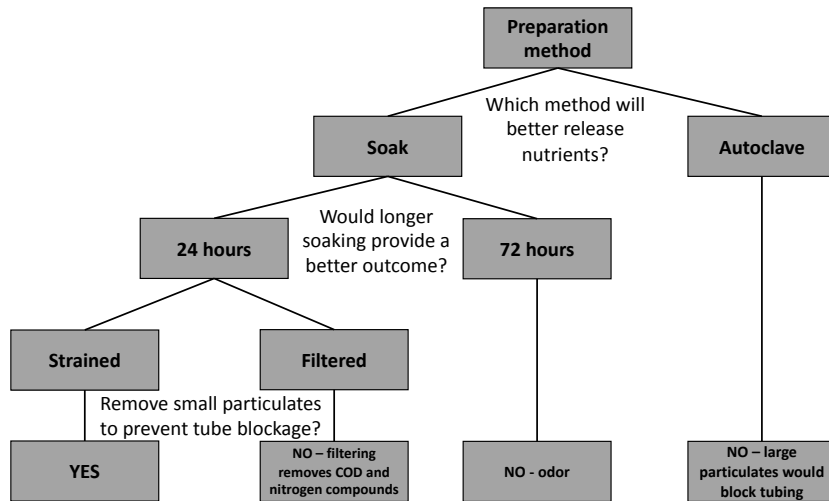 Preparation
method
Which method will
better release
nutrients?
Soak
Autoclave
Would longer
soaking provide a
better outcome?
24 hours
72 hours
Strained
Filtered
Remove small particulates
to prevent tube blockage?
YES
NO – filtering
removes COD and
nitrogen compounds
NO - odor
NO – large
particulates would
block tubing